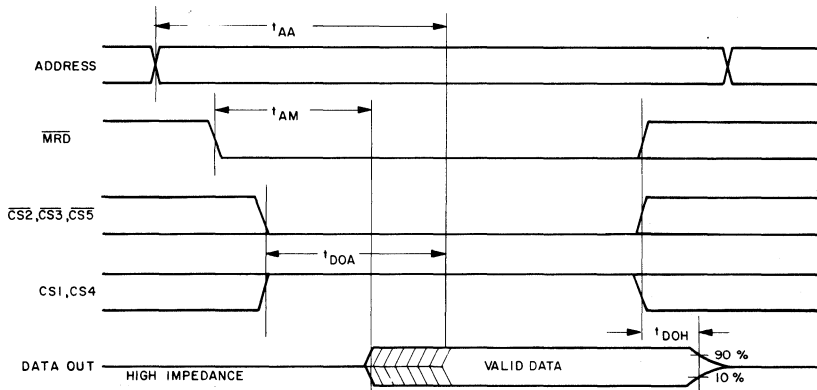 tAA
ADDRESS
tAM
MRD
CS2, CS3, CS5
tDOA
CS1, CS4
tDOH
90 %
DATA OUT
HIGH IMPEDANCE
VALID DATA
10 %